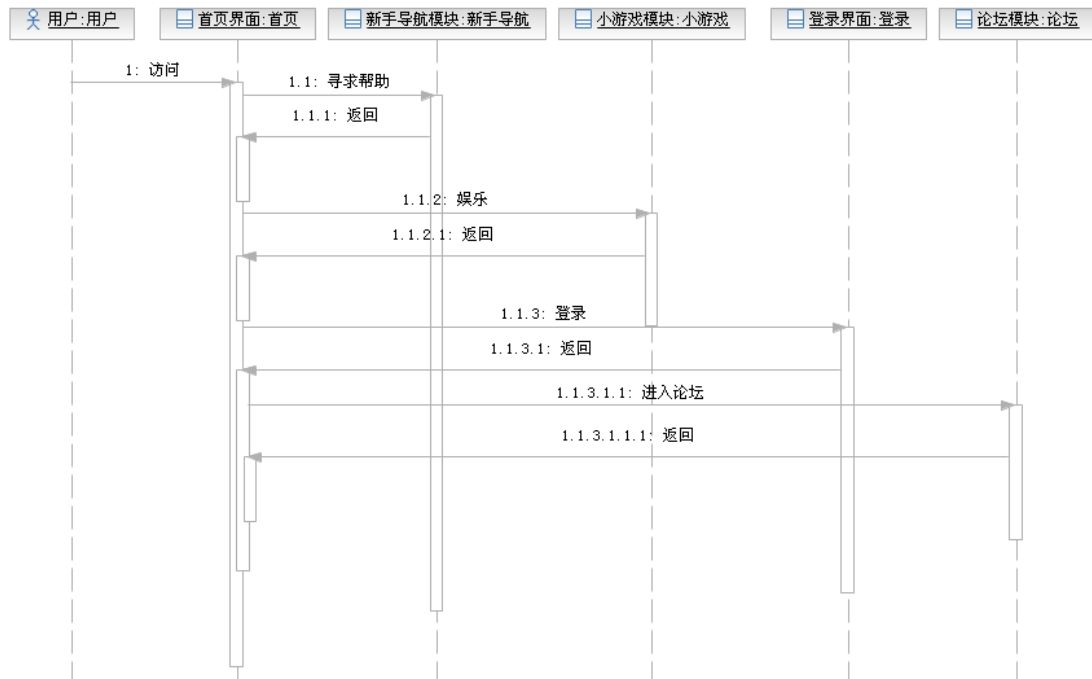 用户:用户
首页界面:首页
新手导航模块:新手导航
小游戏模块:小游戏
登录界面:登录
论坛模块:论坛
1: 访问
1.1: 寻求帮助
1.1.1: 返回
1.1.2: 娱乐
1.1.2.1: 返回
1.1.3: 登录
1.1.3.1: 返回
1.1.3.1.1: 进入论坛
1.1.3.1.1.1: 返回